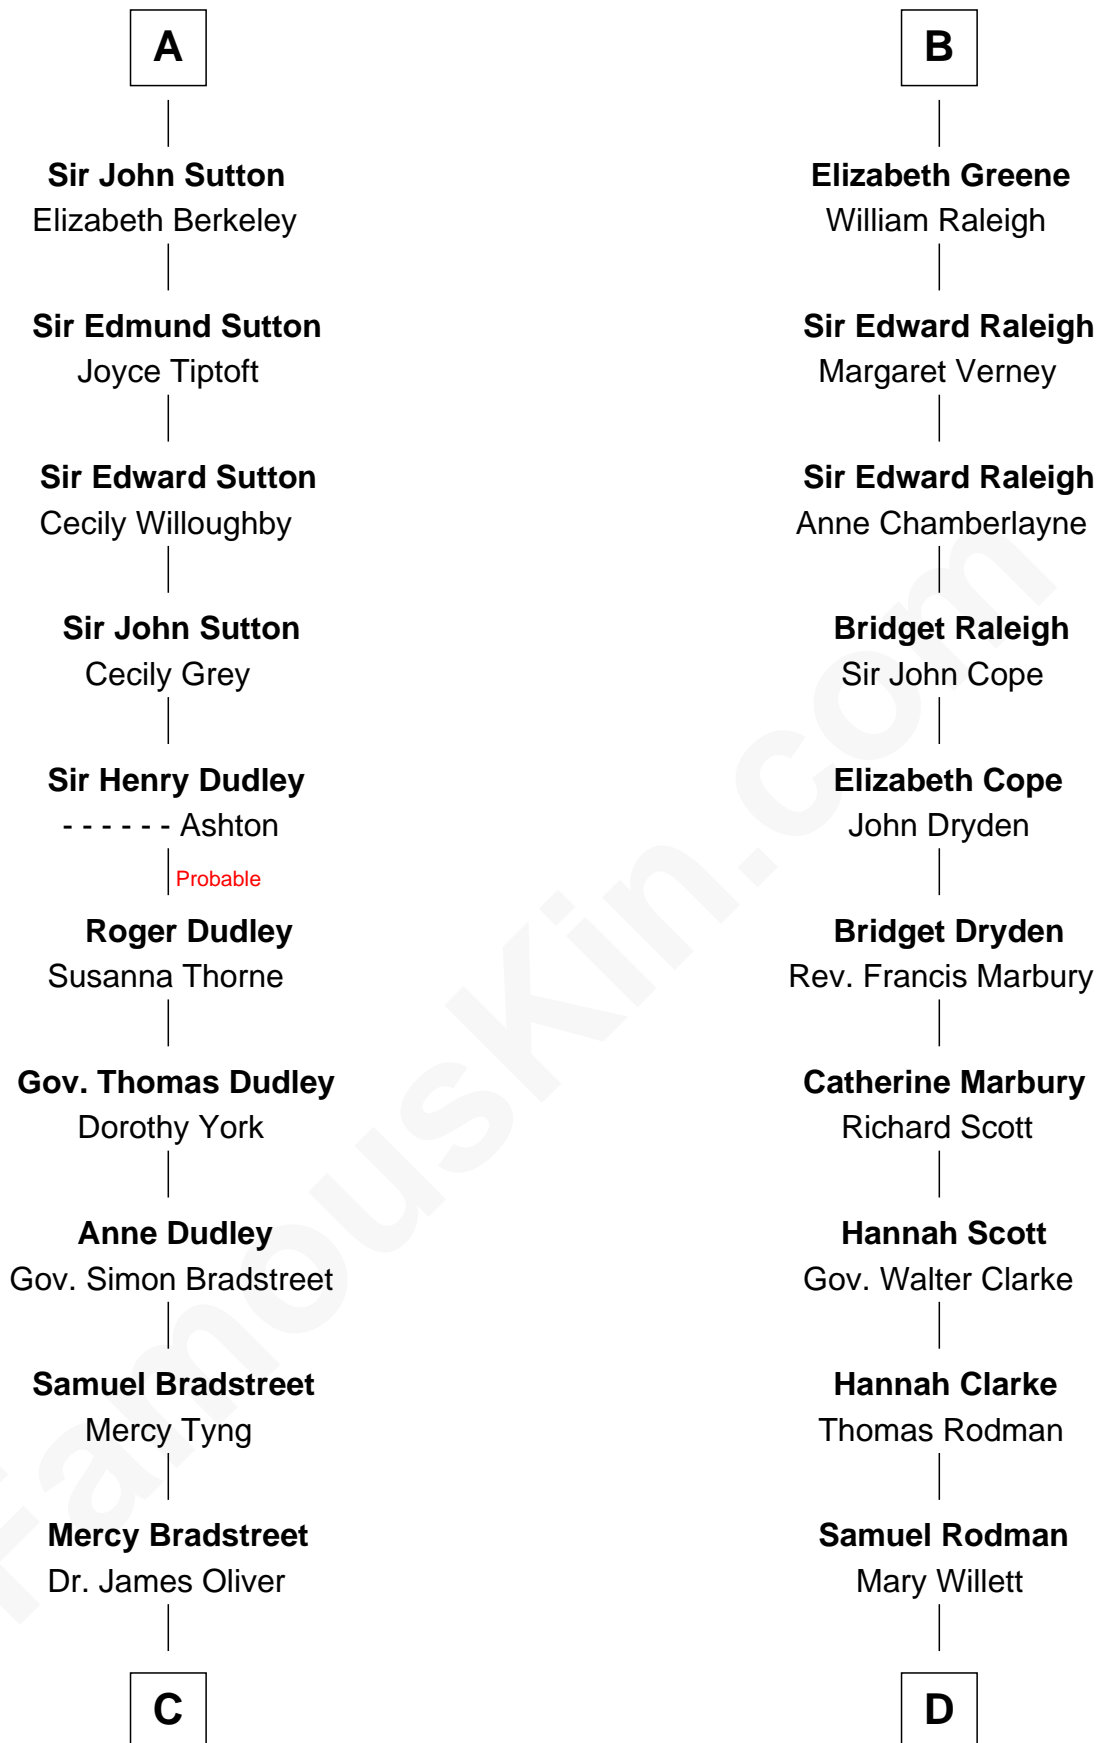 A
Sir John Sutton
Elizabeth Berkeley
Sir Edmund Sutton
Joyce Tiptoft
Sir Edward Sutton
Cecily Willoughby
Sir John Sutton
Cecily Grey
Sir Henry Dudley
- - - - - - Ashton
Probable
Roger Dudley
Susanna Thorne
Gov. Thomas Dudley
Dorothy York
Anne Dudley
Gov. Simon Bradstreet
Samuel Bradstreet
Mercy Tyng
Mercy Bradstreet
Dr. James Oliver
C
B
Elizabeth Greene
William Raleigh
Sir Edward Raleigh
Margaret Verney
Sir Edward Raleigh
Anne Chamberlayne
Bridget Raleigh
Sir John Cope
Elizabeth Cope
John Dryden
Bridget Dryden
Rev. Francis Marbury
Catherine Marbury
Richard Scott
Hannah Scott
Gov. Walter Clarke
Hannah Clarke
Thomas Rodman
Samuel Rodman
Mary Willett
D
FamousKin.com